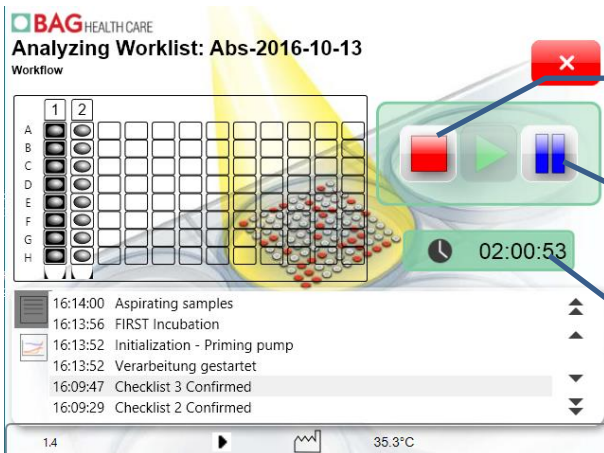 BAG HEALTH CARE
Analyzing Worklist: Abs-2016-10-13
Workflow
1 2
A
B
C
D
E
F
G
H
02:00:53
16:14:00 Aspirating samples
16:13:56 FIRST Incubation
16:13:52 Initialization - Priming pump
16:13:52 Verarbeitung gestartet
16:09:47 Checklist 3 Confirmed
16:09:29 Checklist 2 Confirmed
1.4 35.3°C